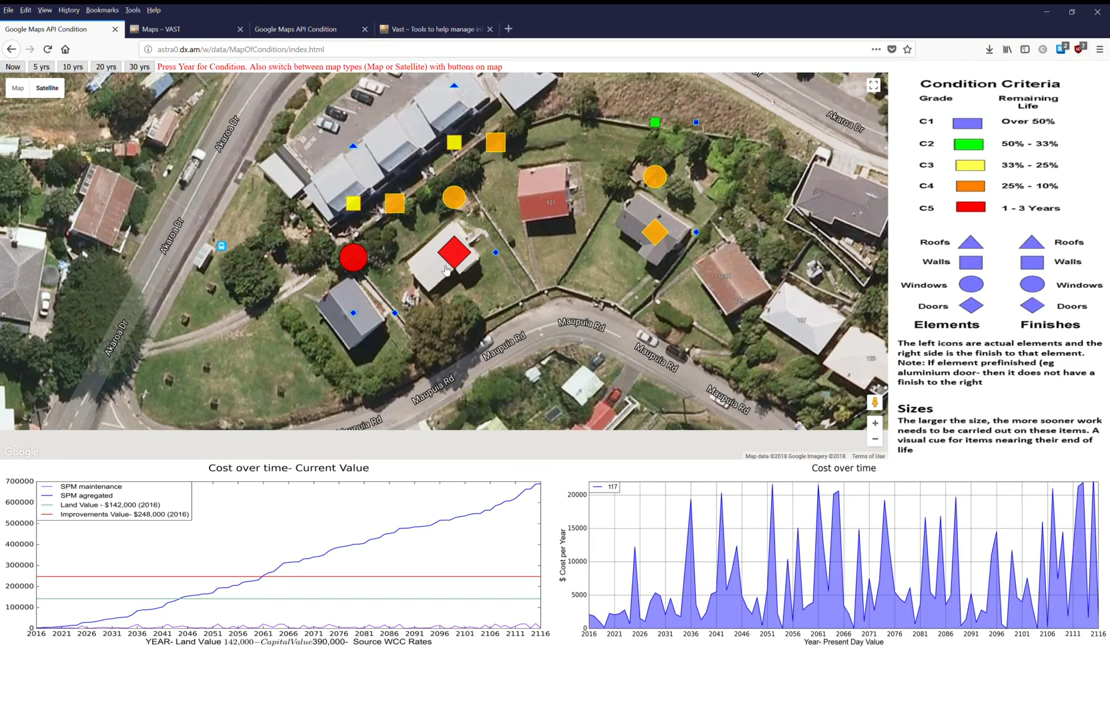 File Edit View History Bookmarks Tools Help
Google Maps API Condition
Maps – VAST
Google Maps API Condition
Vast – Tools to help manage in
astra0.dx.am/w/data/MapOfCondition/index.html
Now 5 yrs 10 yrs 20 yrs 30 yrs Press Year for Condition. Also switch between map types (Map or Satellite) with buttons on map
Map Satellite
Akaroa Dr
Akaroa Dr
Akaroa Dr
Akaroa Dr
121
Maupuia Rd
Maupuia Rd
Maupuia Rd
Maupuia Rd
Maupuia Rd
Google
Map data ©2018 Google Imagery ©2018 Terms of Use
Condition Criteria
Grade Remaining Life
C1 Over 50%
C2 50% - 33%
C3 33% - 25%
C4 25% - 10%
C5 1 - 3 Years
Roofs Roofs
Walls Walls
Windows Windows
Doors Doors
Elements Finishes
The left icons are actual elements and the
right side is the finish to that element.
Note: If element prefinished (eg
aluminium door- then it does not have a
finish to the right
Sizes
The larger the size, the more sooner work
needs to be carried out on these items. A
visual cue for items nearing their end of
life
Cost over time- Current Value
SPM maintenance
SPM agregated
Land Value - $142,000 (2016)
Improvements Value- $248,000 (2016)
700000
600000
500000
400000
300000
200000
100000
0
2016 2021 2026 2031 2036 2041 2046 2051 2056 2061 2066 2071 2076 2081 2086 2091 2096 2101 2106 2111 2116
YEAR- Land Value 142,000-CapitalValue390,000- Source WCC Rates
Cost over time
117
$ Cost per Year
20000
15000
10000
5000
0
2016 2021 2026 2031 2036 2041 2046 2051 2056 2061 2066 2071 2076 2081 2086 2091 2096 2101 2106 2111 2116
Year- Present Day Value